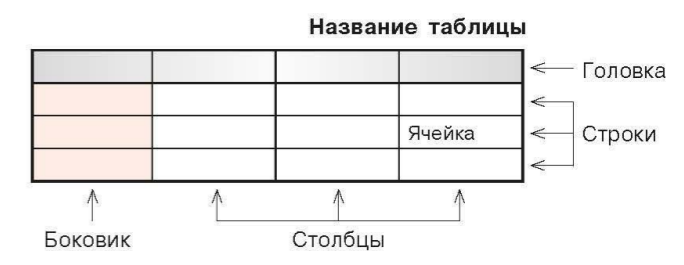 Название таблицы
Головка
Ячейка
Строки
Боковик
Столбцы